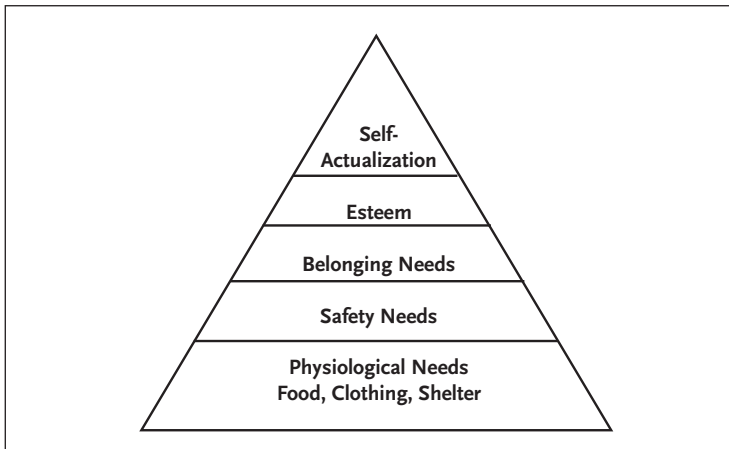 Self-
Actualization
Esteem
Belonging Needs
Safety Needs
Physiological Needs
Food, Clothing, Shelter